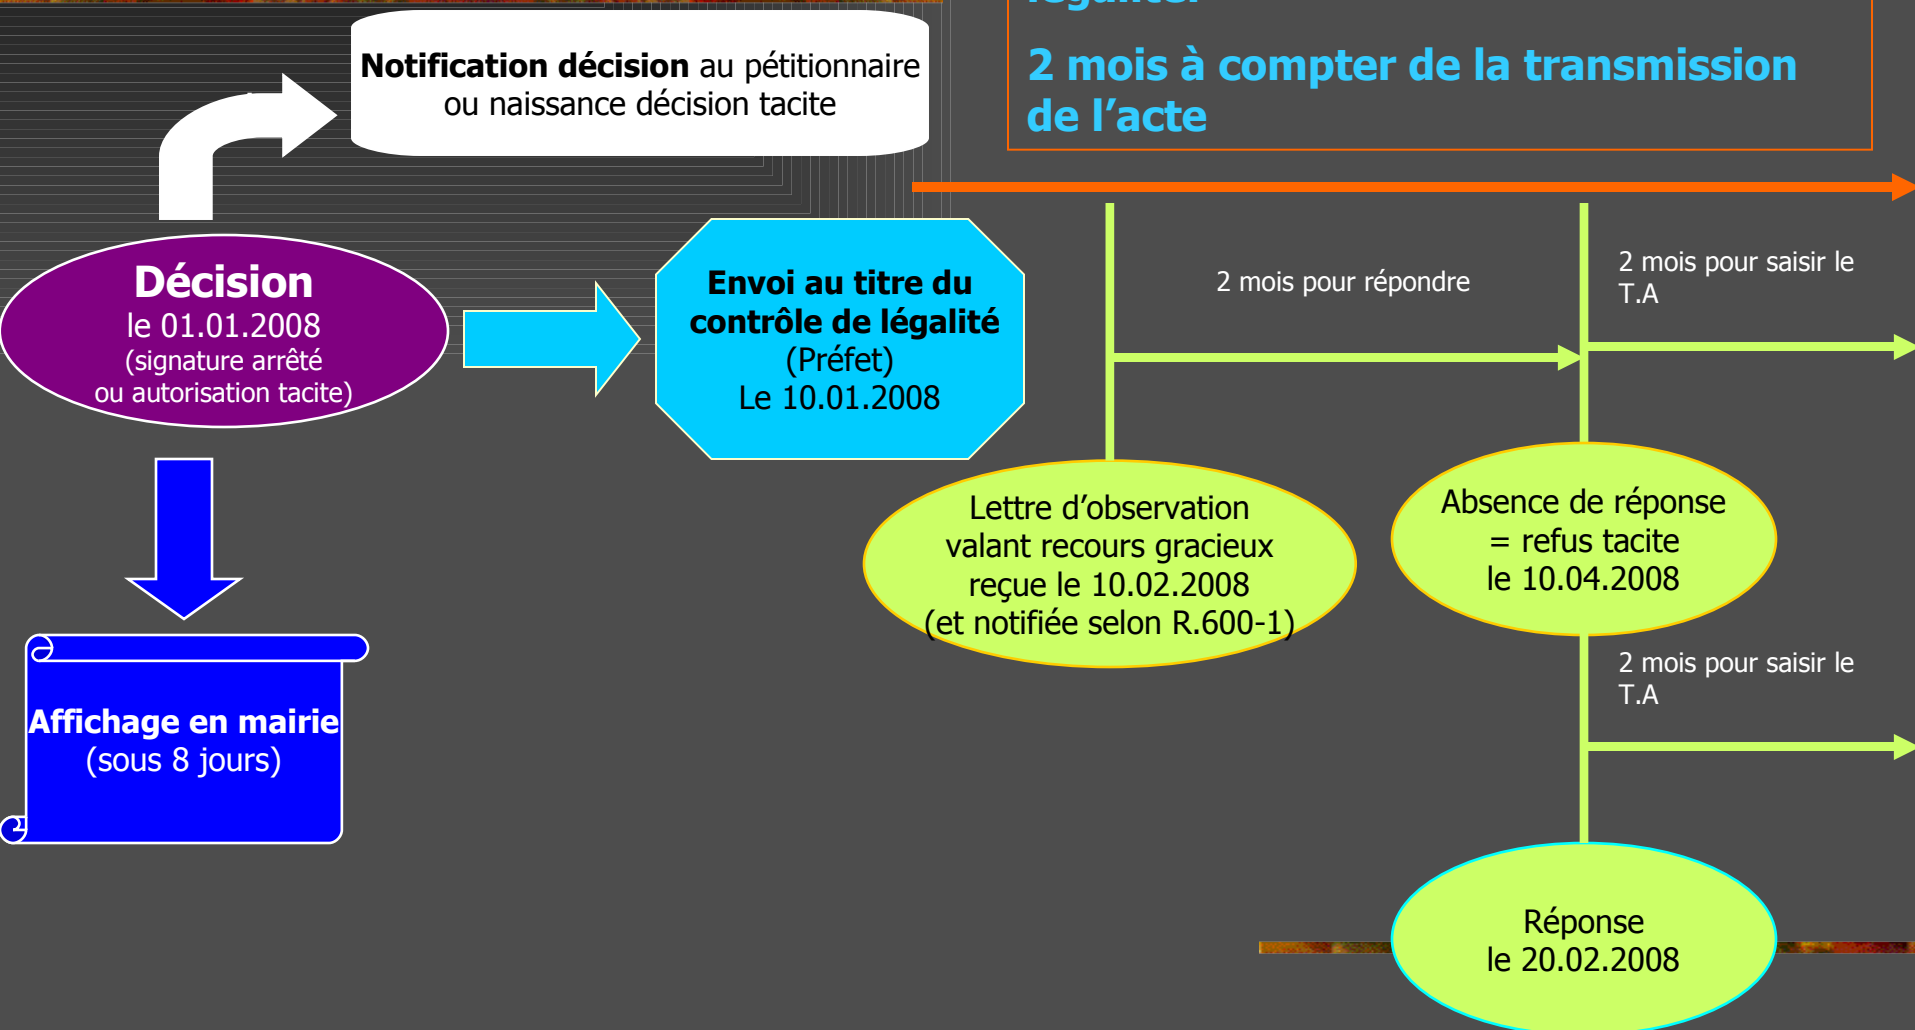 légalité:
2 mois à compter de la transmission
de l’acte
Notification décision au pétitionnaire
ou naissance décision tacite
Décision
le 01.01.2008
(signature arrêté
ou autorisation tacite)
Envoi au titre du
contrôle de légalité
(Préfet)
Le 10.01.2008
2 mois pour répondre
2 mois pour saisir le
T.A
Lettre d’observation
valant recours gracieux
reçue le 10.02.2008
(et notifiée selon R.600-1)
Absence de réponse
= refus tacite
le 10.04.2008
2 mois pour saisir le
T.A
Affichage en mairie
(sous 8 jours)
Réponse
le 20.02.2008